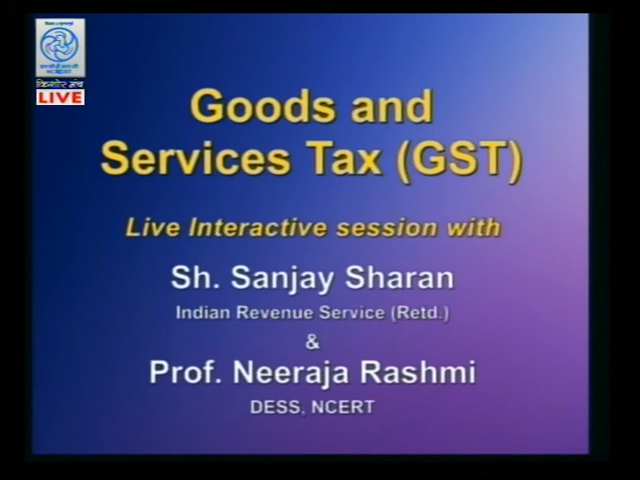 NCERT
किशोर मंच
LIVE
Goods and
Services Tax (GST)
Live Interactive session with
Sh. Sanjay Sharan
Indian Revenue Service (Retd.)
&
Prof. Neeraja Rashmi
DESS, NCERT